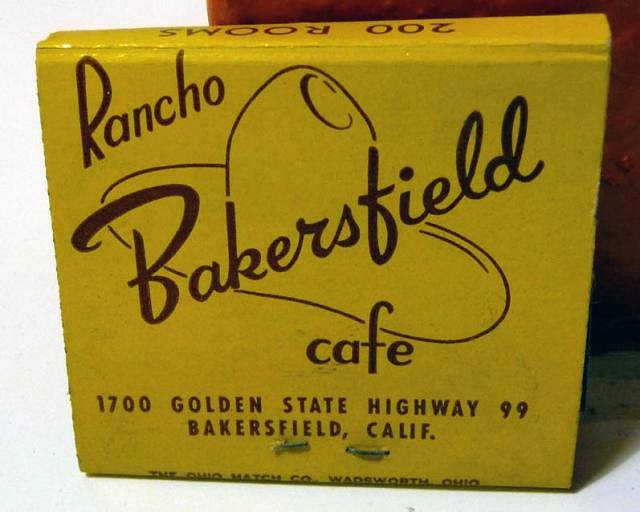 200 ROOMS
Rancho
Bakersfield
cafe
1700 GOLDEN STATE HIGHWAY 99
BAKERSFIELD, CALIF.
THE OHIO MATCH CO., WADSWORTH, OHIO